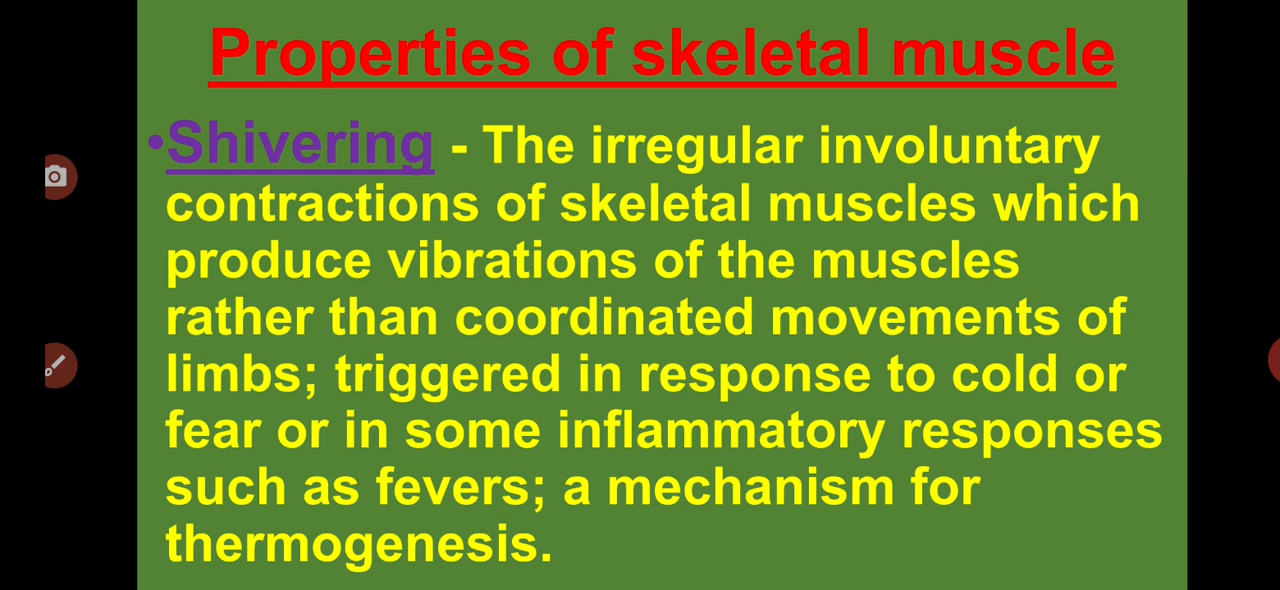 Properties of skeletal muscle
•Shivering - The irregular involuntary
contractions of skeletal muscles which
produce vibrations of the muscles
rather than coordinated movements of
limbs; triggered in response to cold or
fear or in some inflammatory responses
such as fevers; a mechanism for
thermogenesis.